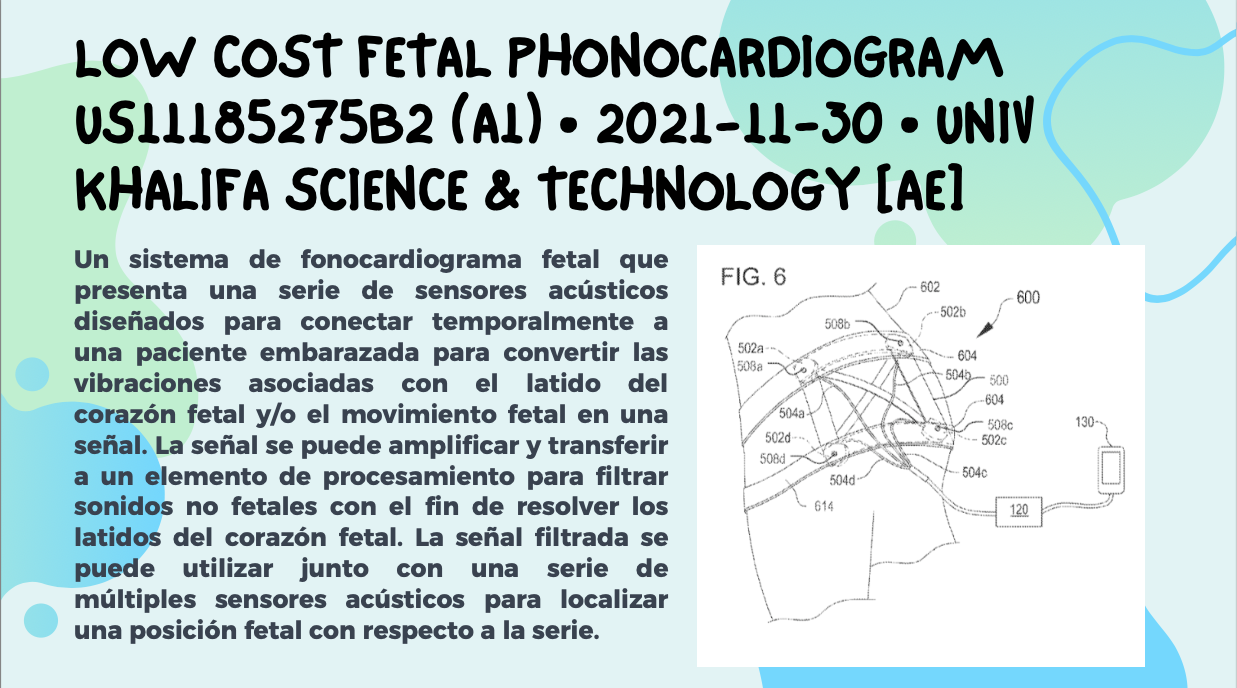 LOW COST FETAL PHONOCARDIOGRAM
US11185275B2 (A1) • 2021-11-30 • UNIV
KHALIFA SCIENCE & TECHNOLOGY [AE]
Un sistema de fonocardiograma fetal que
presenta una serie de sensores acústicos
diseñados para conectar temporalmente a
una paciente embarazada para convertir las
vibraciones asociadas con el latido del
corazón fetal y/o el movimiento fetal en una
señal. La señal se puede amplificar y transferir
a un elemento de procesamiento para filtrar
sonidos no fetales con el fin de resolver los
latidos del corazón fetal. La señal filtrada se
puede utilizar junto con una serie de
múltiples sensores acústicos para localizar
una posición fetal con respecto a la serie.
FIG. 6
602
600
502b
508b
502a
604
508a
504b
500
604
504a
508c
130
502d
502c
508d
504c
504d
614
120